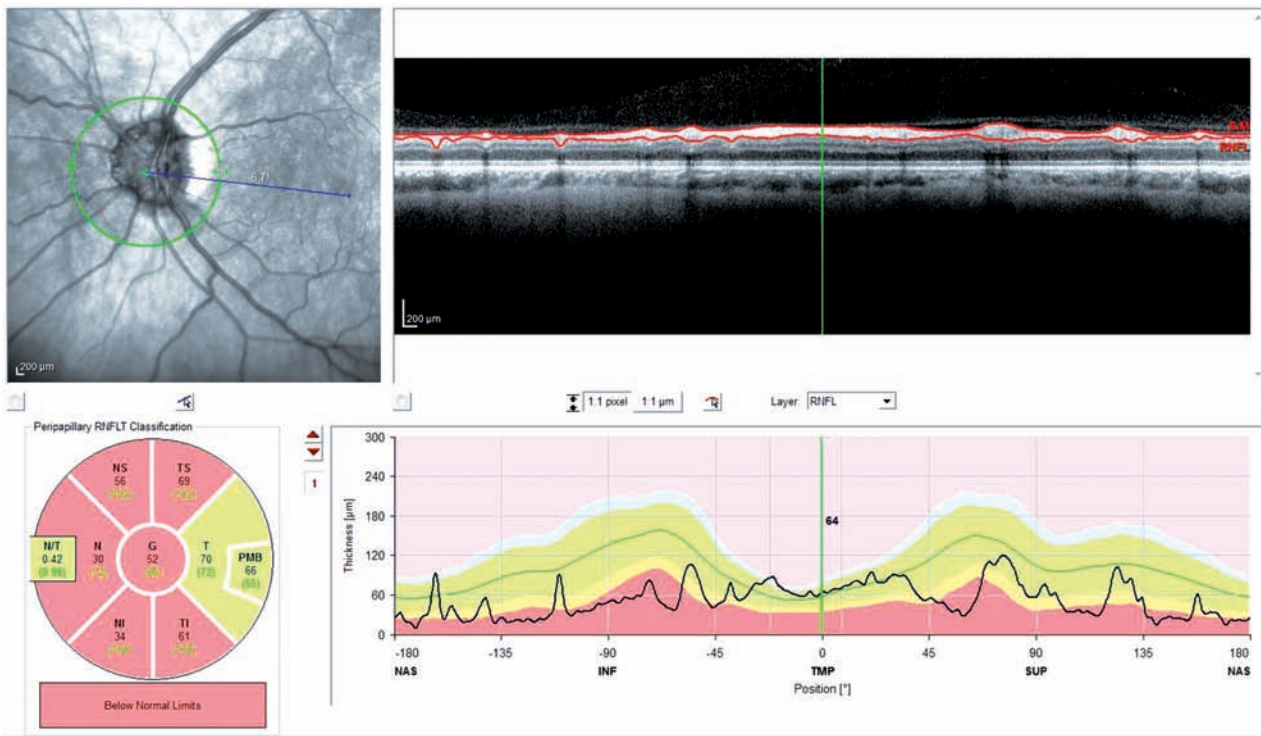 6.1°
200 µm
ILM
RNFL
200 µm
1:1 pixel
1:1 µm
Layer:
RNFL
Peripapillary RNFLT Classification
NS
56
TS
69
N/T
0.42
N
30
G
52
T
70
(72)
PMB
66
(55)
NI
34
TI
61
Below Normal Limits
1
Thickness [µm]
300
240
180
120
60
0
64
-180
-135
-90
-45
0
45
90
135
180
NAS
INF
TMP
SUP
NAS
Position [°]